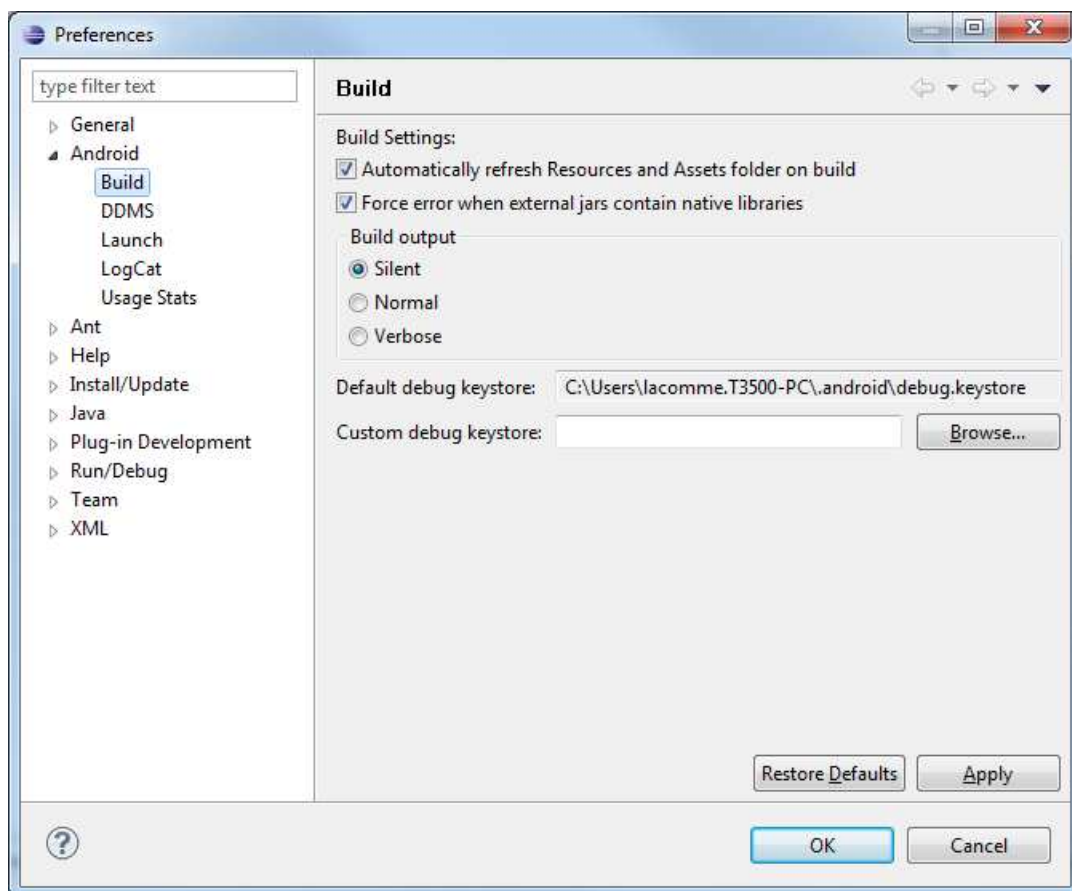 Preferences
type filter text
General
Android
Build
DDMS
Launch
LogCat
Usage Stats
Ant
Help
Install/Update
Java
Plug-in Development
Run/Debug
Team
XML
Build
Build Settings:
Automatically refresh Resources and Assets folder on build
Force error when external jars contain native libraries
Build output
Silent
Normal
Verbose
Default debug keystore: C:\Users\lacomme.T3500-PC\.android\debug.keystore
Custom debug keystore: Browse...
Restore Defaults Apply
? OK Cancel